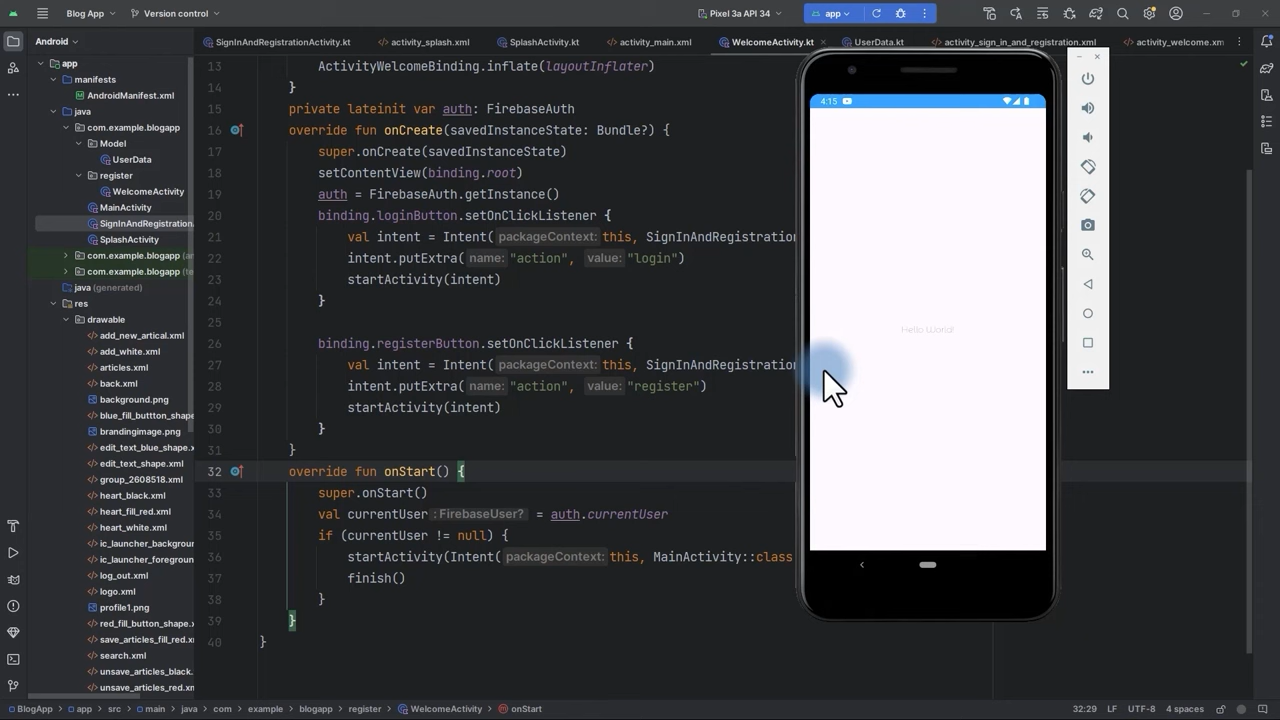 Blog App
Version control
Pixel 3a API 34
app
Android
SignInAndRegistrationActivity.kt
activity_splash.xml
SplashActivity.kt
activity_main.xml
WelcomeActivity.kt
UserData.kt
activity_sign_in_and_registration.xml
activity_welcome.xm
app
manifests
AndroidManifest.xml
java
com.example.blogapp
Model
UserData
register
WelcomeActivity
MainActivity
SignInAndRegistration.
SplashActivity
com.example.blogapp (ar
com.example.blogapp (te
java (generated)
res
drawable
add_new_artical.xml
add_white.xml
articles.xml
back.xml
background.png
blue_fill_buttton_shape
brandingimage.png
edit_text_blue_shape.x
edit_text_shape.xml
group_2608518.xml
heart_black.xml
heart_fill_red.xml
heart_white.xml
ic_launcher_backgroun
ic_launcher_foregroun
log_out.xml
logo.xml
profile1.png
red_fill_button_shape.
save_articles_fill_red.x
search.xml
unsave_articles_black.
unsave_articles_red.xm
13 ActivityWelcomeBinding.inflate(layoutInflater)
14 }
15 private lateinit var auth: FirebaseAuth
16 override fun onCreate(savedInstanceState: Bundle?) {
17 super.onCreate(savedInstanceState)
18 setContentView(binding.root)
19 auth = FirebaseAuth.getInstance()
20 binding.loginButton.setOnClickListener {
21 val intent = Intent( packageContext: this, SignInAndRegistration
22 intent.putExtra( name: "action", value: "login")
23 startActivity(intent)
24 }
25
26 binding.registerButton.setOnClickListener {
27 val intent = Intent( packageContext: this, SignInAndRegistration
28 intent.putExtra( name: "action", value: "register")
29 startActivity(intent)
30 }
31 }
32 override fun onStart() {
33 super.onStart()
34 val currentUser : FirebaseUser? = auth.currentUser
35 if (currentUser != null) {
36 startActivity(Intent( packageContext: this, MainActivity::class
37 finish()
38 }
39 }
40 }
4:15
Hello World!
BlogApp
app
src
main
java
com
example
blogapp
register
WelcomeActivity
onStart
32:29
LF
UTF-8
4 spaces